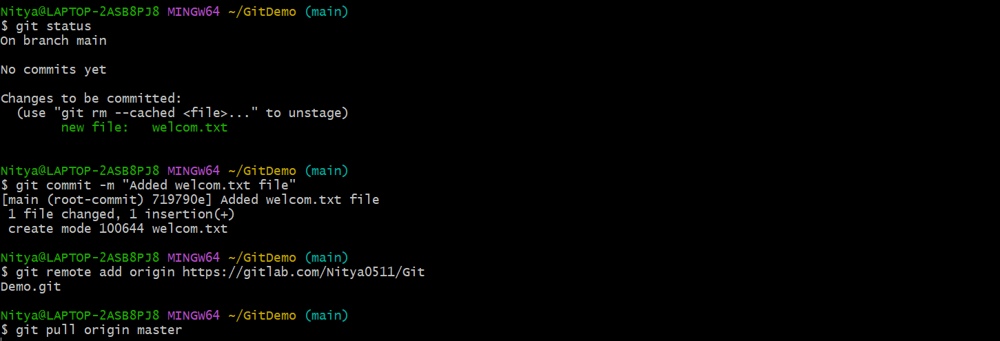 Nitya@LAPTOP-2ASB8PJ8 MINGW64 ~/GitDemo (main)
$ git status
On branch main
No commits yet
Changes to be committed:
  (use "git rm --cached <file>..." to unstage)
        new file:   welcom.txt
Nitya@LAPTOP-2ASB8PJ8 MINGW64 ~/GitDemo (main)
$ git commit -m "Added welcom.txt file"
[main (root-commit) 719790e] Added welcom.txt file
 1 file changed, 1 insertion(+)
 create mode 100644 welcom.txt
Nitya@LAPTOP-2ASB8PJ8 MINGW64 ~/GitDemo (main)
$ git remote add origin https://gitlab.com/Nitya0511/Git
Demo.git
Nitya@LAPTOP-2ASB8PJ8 MINGW64 ~/GitDemo (main)
$ git pull origin master